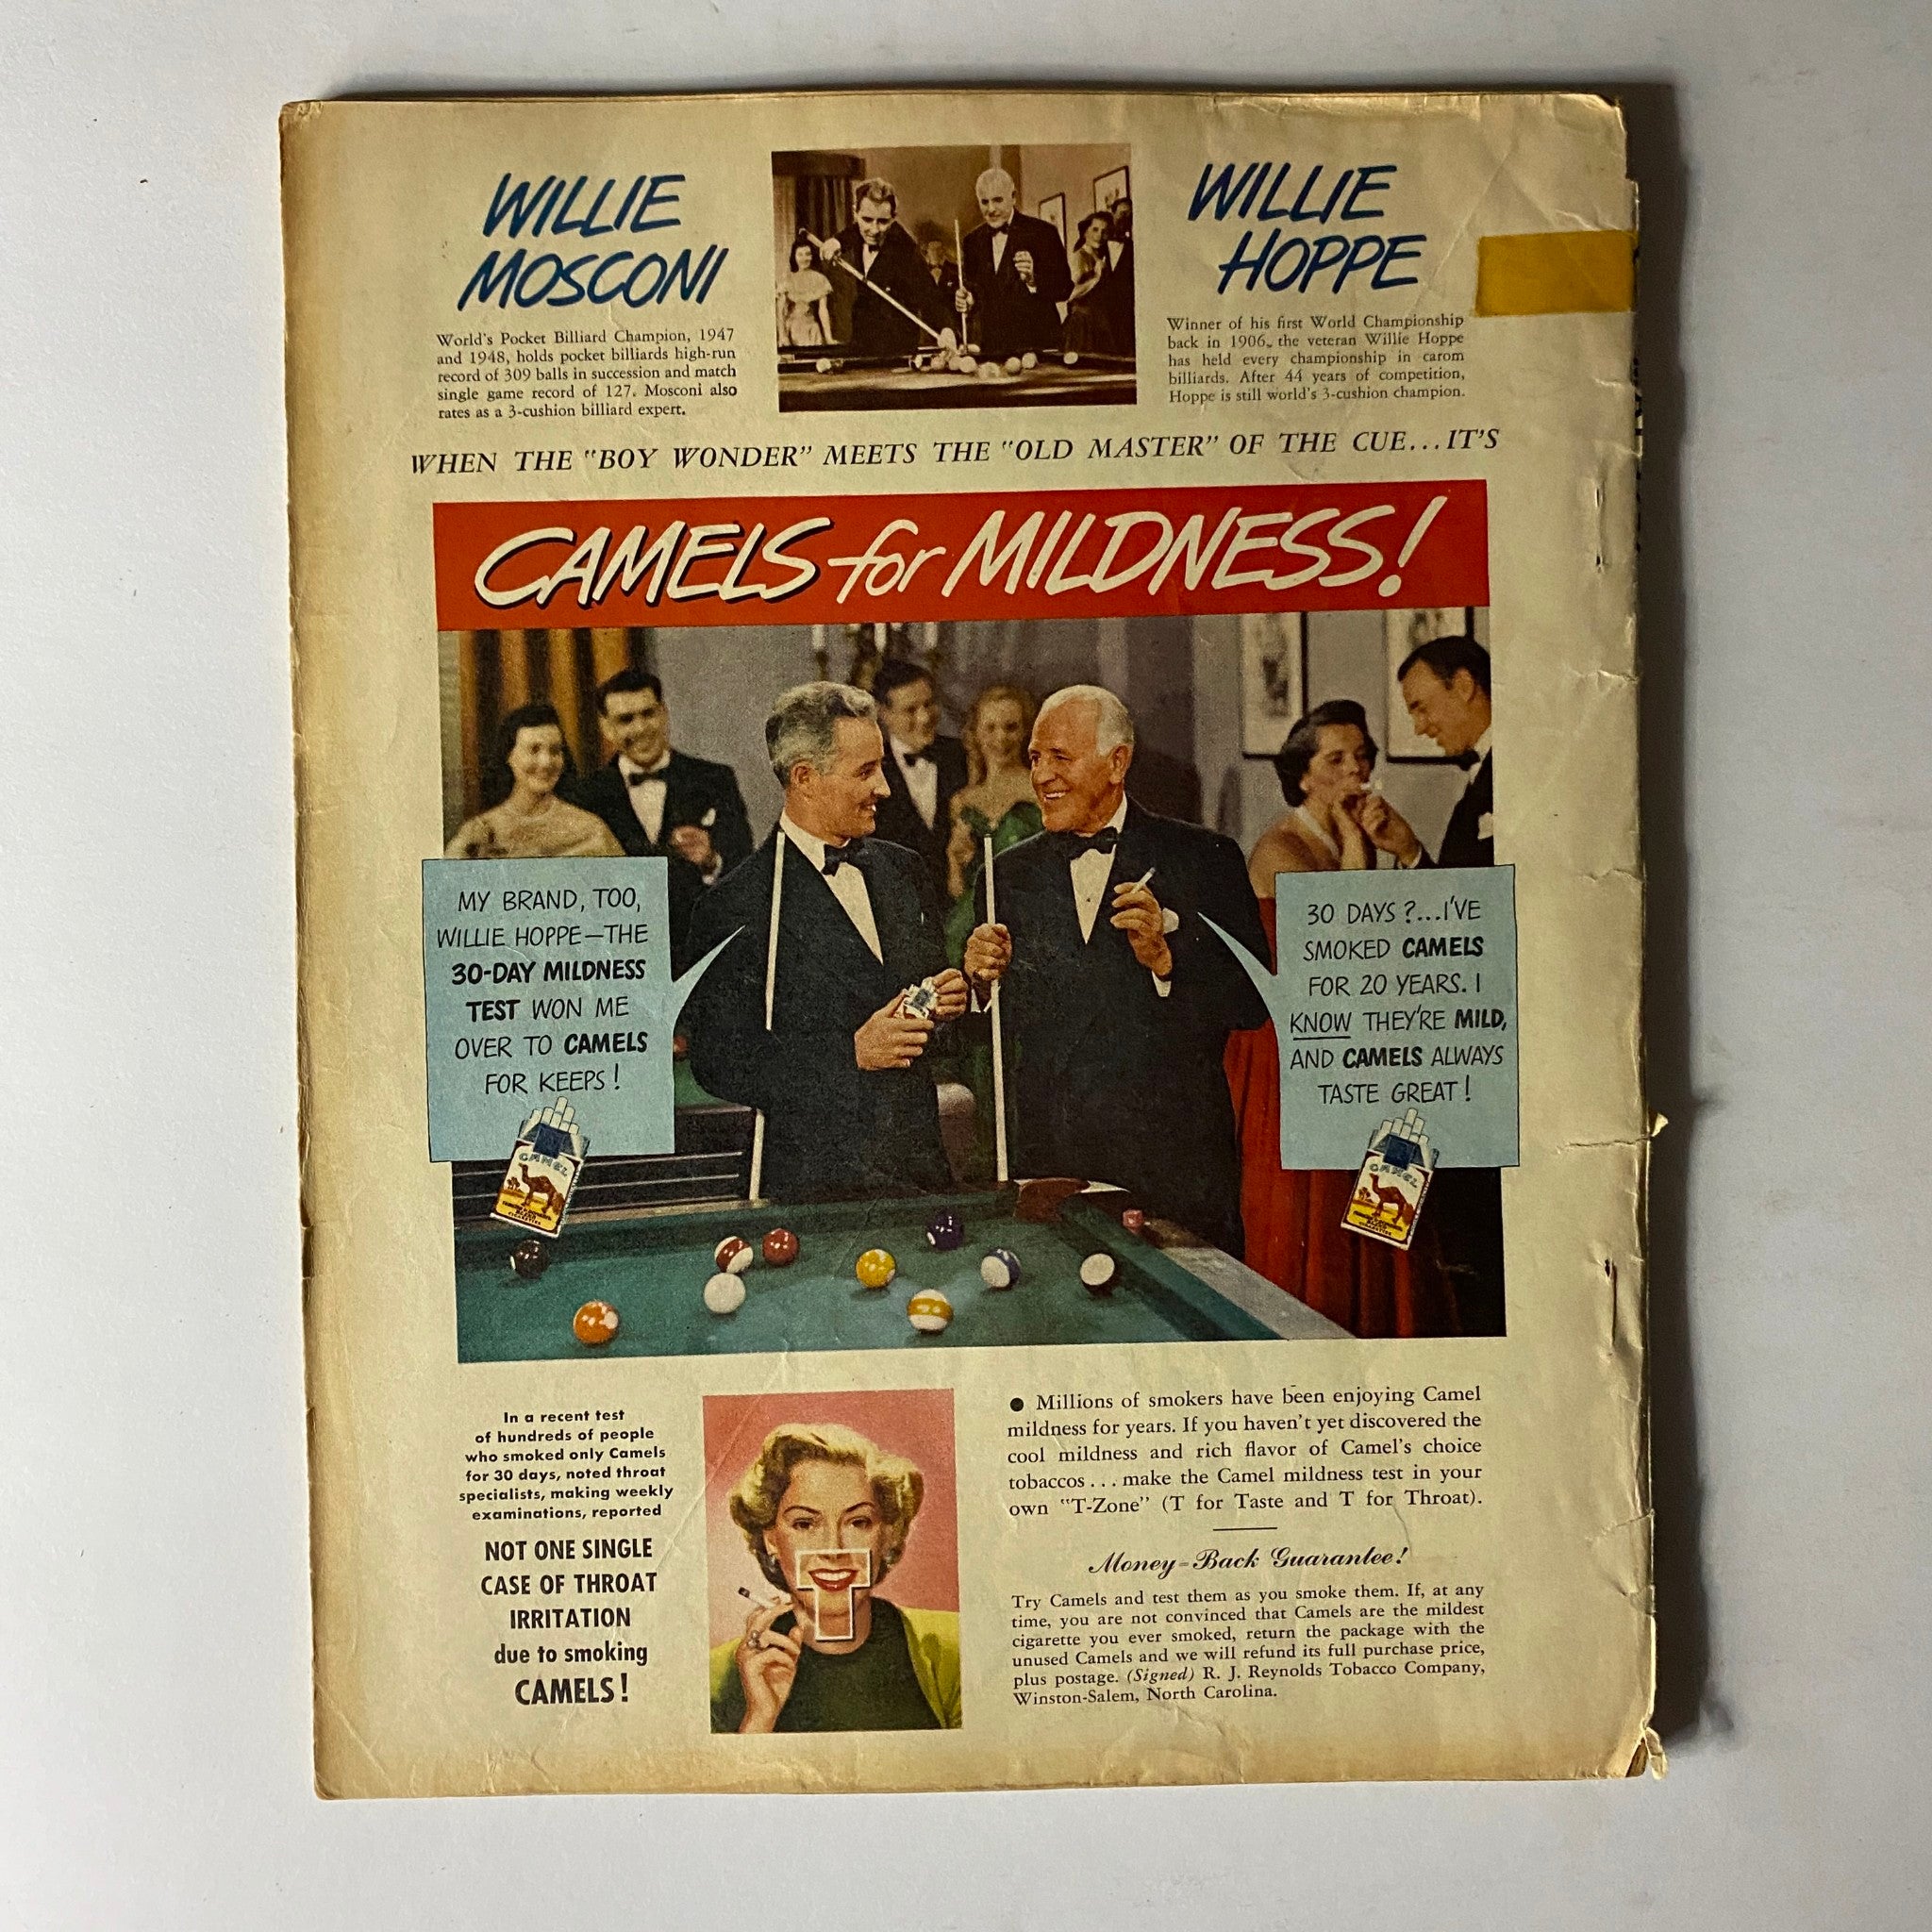 WILLIE
MOSCONI
World's Pocket Billiard Champion, 1947
and 1948, holds pocket billiards high-run
record of 309 balls in succession and match
single game record of 127. Mosconi also
rates as a 3-cushion billiard expert.
WILLIE
HOPPE
Winner of his first World Championship
back in 1906, the veteran Willie Hoppe
has held every championship in carom
billiards. After 44 years of competition,
Hoppe is still world's 3-cushion champion.
WHEN THE "BOY WONDER" MEETS THE "OLD MASTER" OF THE CUE...IT'S
CAMELS for MILDNESS!
MY BRAND, TOO,
WILLIE HOPPE—THE
30-DAY MILDNESS
TEST WON ME
OVER TO CAMELS
FOR KEEPS!
CAMEL
30 DAYS?...I'VE
SMOKED CAMELS
FOR 20 YEARS. I
KNOW THEY'RE MILD,
AND CAMELS ALWAYS
TASTE GREAT!
CAMEL
In a recent test
of hundreds of people
who smoked only Camels
for 30 days, noted throat
specialists, making weekly
examinations, reported
NOT ONE SINGLE
CASE OF THROAT
IRRITATION
due to smoking
CAMELS!
T
● Millions of smokers have been enjoying Camel
mildness for years. If you haven't yet discovered the
cool mildness and rich flavor of Camel's choice
tobaccos . . . make the Camel mildness test in your
own "T-Zone" (T for Taste and T for Throat).
Money-Back Guarantee!
Try Camels and test them as you smoke them. If, at any
time, you are not convinced that Camels are the mildest
cigarette you ever smoked, return the package with the
unused Camels and we will refund its full purchase price,
plus postage. (Signed) R. J. Reynolds Tobacco Company,
Winston-Salem, North Carolina.